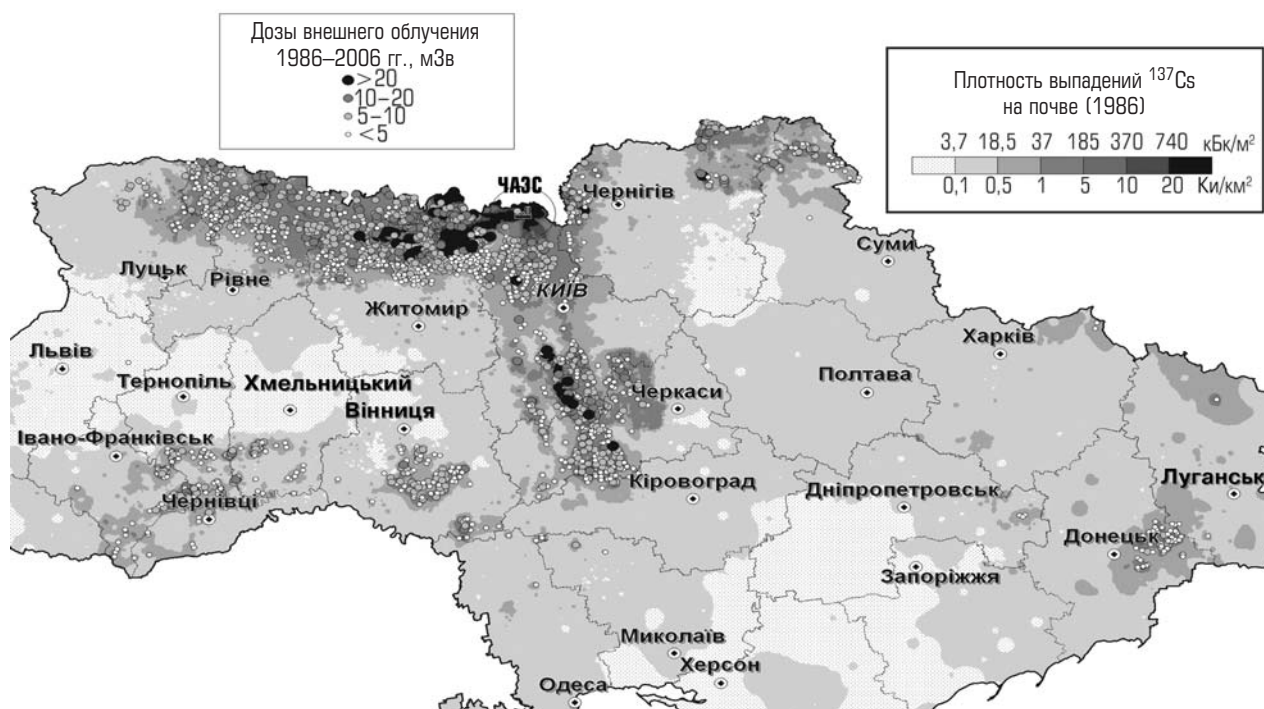 Дозы внешнего облучения
1986–2006 гг., мЗв
>20
10–20
5–10
<5
Плотность выпадений ¹³⁷Cs
на почве (1986)
3,7 18,5 37 185 370 740 кБк/м²
0,1 0,5 1 5 10 20 Ки/км²
ЧАЭС
Чернігів
Суми
Луцьк
Рівне
КИЇВ
Житомир
Харків
Львів
Тернопіль
Хмельницький
Черкаси
Полтава
Вінниця
Івано-Франківськ
Чернівці
Кіровоград
Дніпропетровськ
Луганськ
Донецьк
Запоріжжя
Миколаїв
Херсон
Одеса